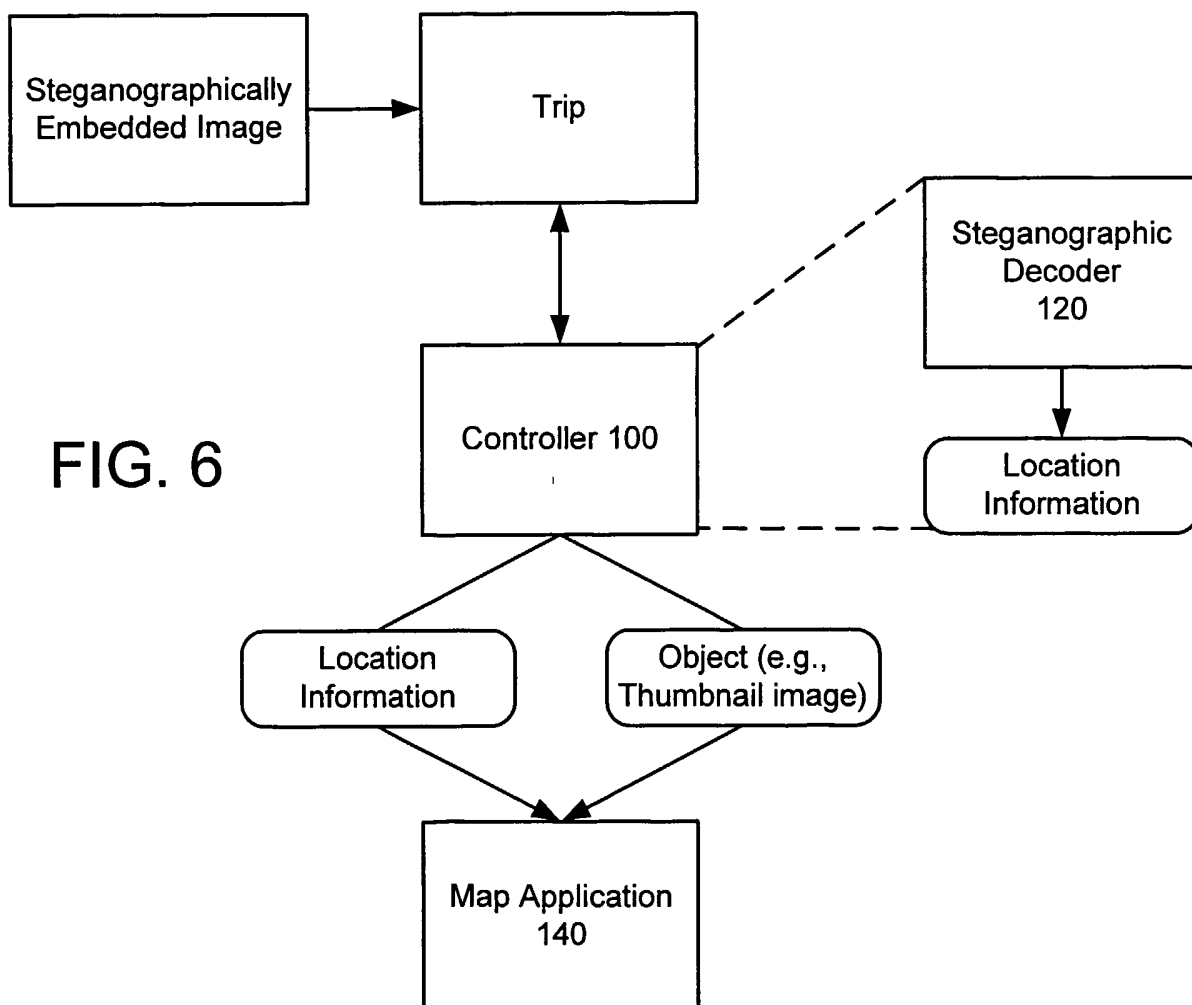 Steganographically
Embedded Image
Trip
Steganographic
Decoder
120
Controller 100
Location
Information
FIG. 6
Location
Information
Object (e.g.,
Thumbnail image)
Map Application
140